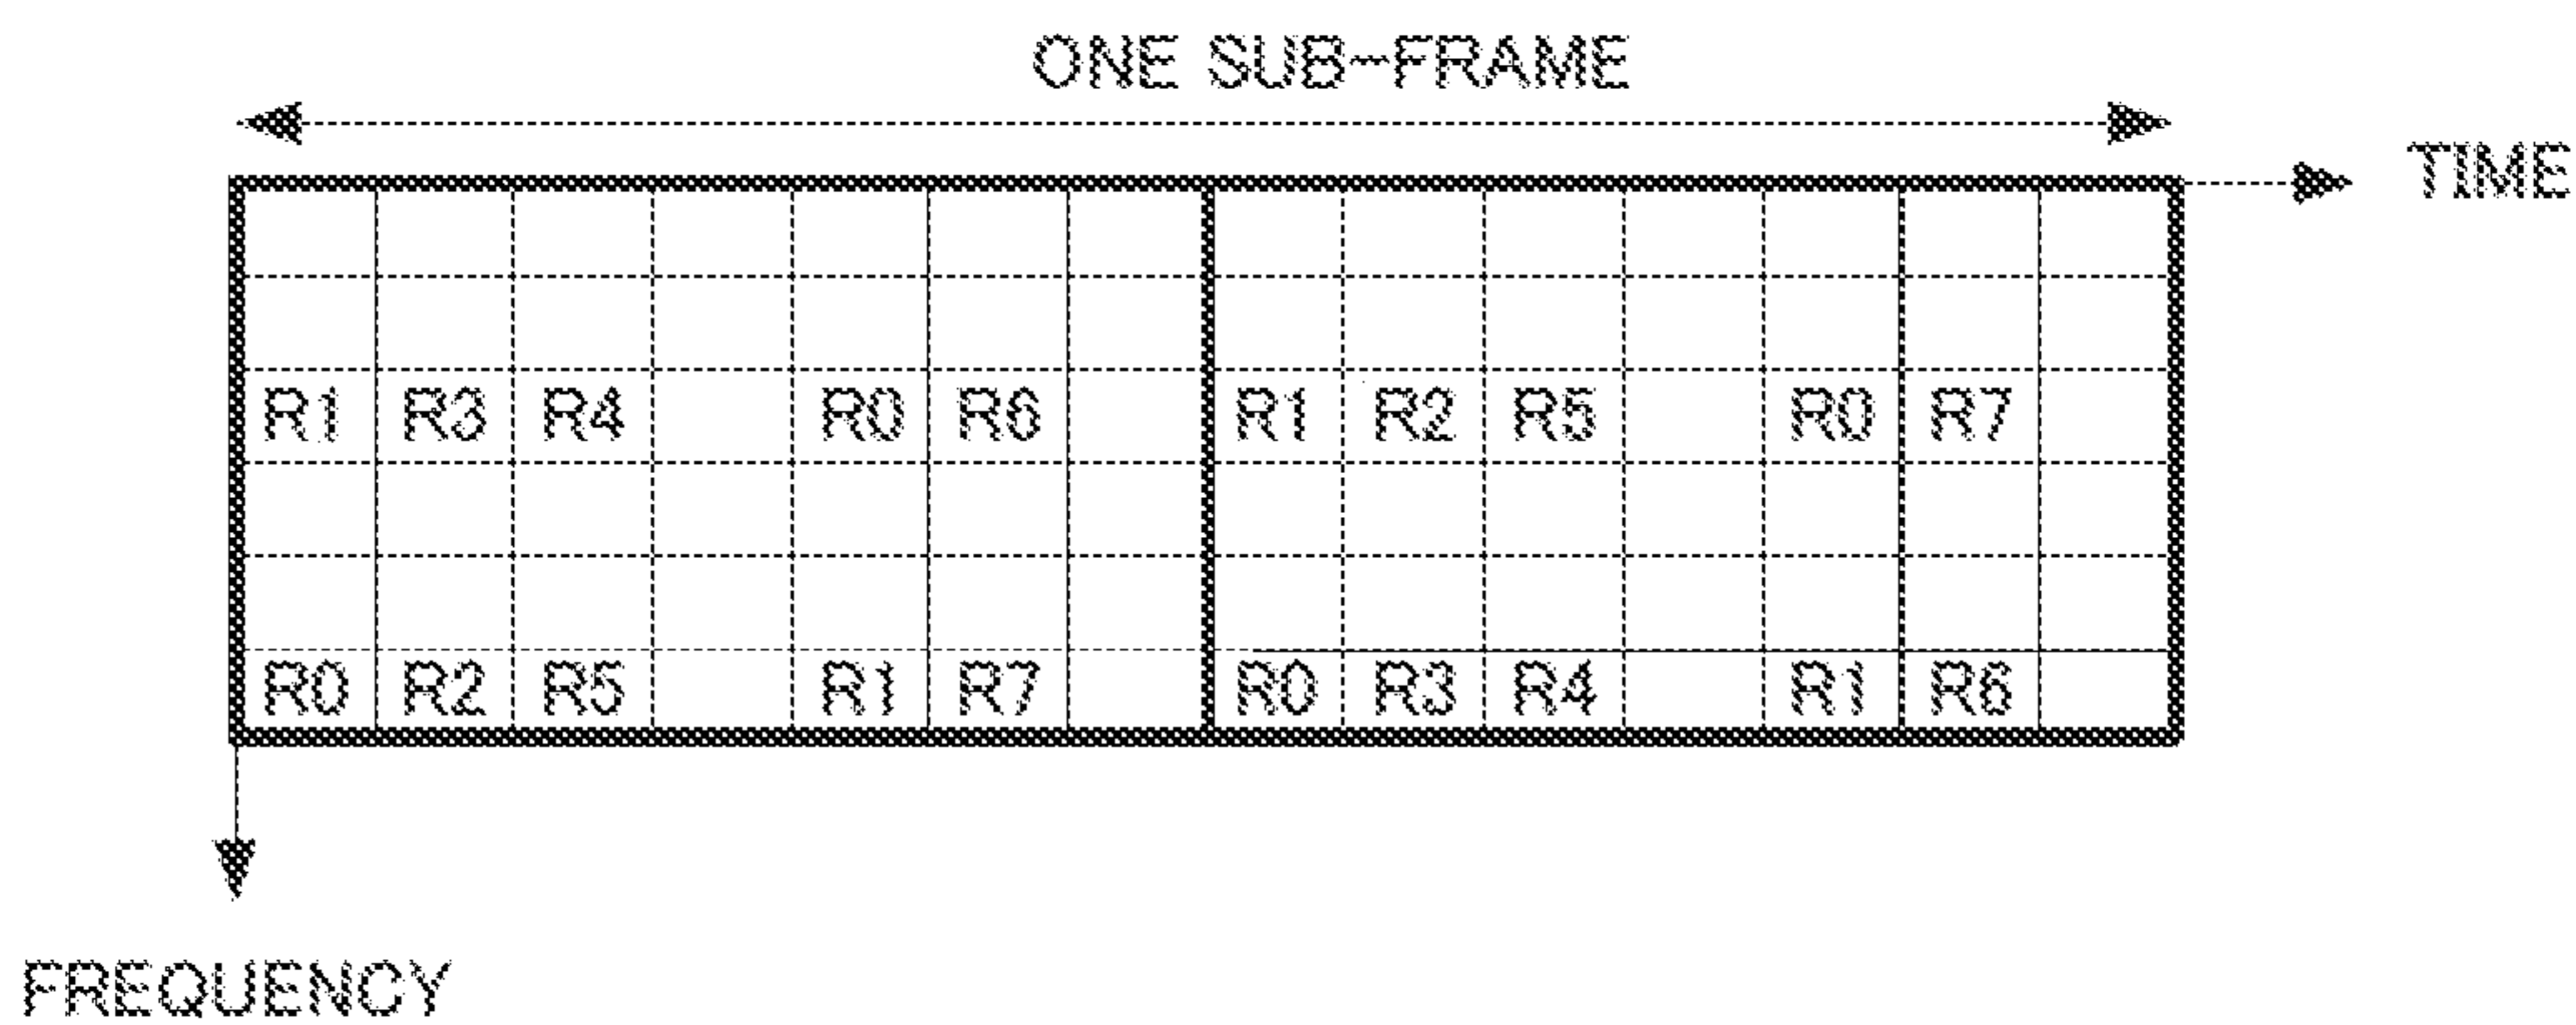 ONE SUB-FRAME
TIME
R1 R3 R4 R0 R6 R1 R2 R5 R0 R7
R0 R2 R5 R1 R7 R0 R3 R4 R1 R6
FREQUENCY